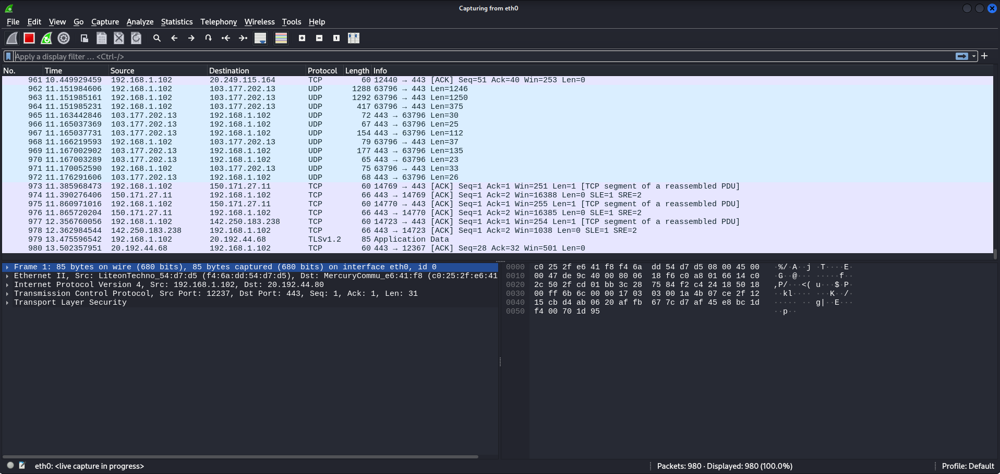 Capturing from eth0
File Edit View Go Capture Analyze Statistics Telephony Wireless Tools Help
Apply a display filter … <Ctrl-/>
No. Time Source Destination Protocol Length Info
961 10.449929459 192.168.1.102 20.249.115.164 TCP 60 12440 → 443 [ACK] Seq=51 Ack=40 Win=253 Len=0
962 11.151984606 192.168.1.102 103.177.202.13 UDP 1288 63796 → 443 Len=1246
963 11.151985161 192.168.1.102 103.177.202.13 UDP 1292 63796 → 443 Len=1250
964 11.151985231 192.168.1.102 103.177.202.13 UDP 417 63796 → 443 Len=375
965 11.163442846 103.177.202.13 192.168.1.102 UDP 72 443 → 63796 Len=30
966 11.165037369 103.177.202.13 192.168.1.102 UDP 67 443 → 63796 Len=25
967 11.165037731 103.177.202.13 192.168.1.102 UDP 154 443 → 63796 Len=112
968 11.166219593 192.168.1.102 103.177.202.13 UDP 79 63796 → 443 Len=37
969 11.167002902 103.177.202.13 192.168.1.102 UDP 177 443 → 63796 Len=135
970 11.167003289 103.177.202.13 192.168.1.102 UDP 65 443 → 63796 Len=23
971 11.170052590 192.168.1.102 103.177.202.13 UDP 75 63796 → 443 Len=33
972 11.176291606 103.177.202.13 192.168.1.102 UDP 68 443 → 63796 Len=26
973 11.385968473 192.168.1.102 150.171.27.11 TCP 60 14769 → 443 [ACK] Seq=1 Ack=1 Win=251 Len=1 [TCP segment of a reassembled PDU]
974 11.390276406 150.171.27.11 192.168.1.102 TCP 66 443 → 14769 [ACK] Seq=1 Ack=2 Win=16388 Len=0 SLE=1 SRE=2
975 11.860971016 192.168.1.102 150.171.27.11 TCP 60 14770 → 443 [ACK] Seq=1 Ack=1 Win=255 Len=1 [TCP segment of a reassembled PDU]
976 11.865720204 150.171.27.11 192.168.1.102 TCP 66 443 → 14770 [ACK] Seq=1 Ack=2 Win=16385 Len=0 SLE=1 SRE=2
977 12.356760056 192.168.1.102 142.250.183.238 TCP 60 14723 → 443 [ACK] Seq=1 Ack=1 Win=254 Len=1 [TCP segment of a reassembled PDU]
978 12.362984544 142.250.183.238 192.168.1.102 TCP 66 443 → 14723 [ACK] Seq=1 Ack=2 Win=1038 Len=0 SLE=1 SRE=2
979 13.475596542 192.168.1.102 20.192.44.68 TLSv1.2 85 Application Data
980 13.502357951 20.192.44.68 192.168.1.102 TCP 60 443 → 12367 [ACK] Seq=28 Ack=32 Win=501 Len=0
Frame 1: 85 bytes on wire (680 bits), 85 bytes captured (680 bits) on interface eth0, id 0
Ethernet II, Src: LiteonTechno_54:d7:d5 (f4:6a:dd:54:d7:d5), Dst: MercuryCommu_e6:41:f8 (c0:25:2f:e6:41
Internet Protocol Version 4, Src: 192.168.1.102, Dst: 20.192.44.80
Transmission Control Protocol, Src Port: 12237, Dst Port: 443, Seq: 1, Ack: 1, Len: 31
Transport Layer Security
0000 c0 25 2f e6 41 f8 f4 6a dd 54 d7 d5 08 00 45 00 ·%/·A··j ·T····E·
0010 00 47 de 9c 40 00 80 06 18 f6 c0 a8 01 66 14 c0 ·G··@··· ·····f··
0020 2c 50 2f cd 01 bb 3c 28 75 84 f2 c4 24 18 50 18 ,P/···<( u···$·P·
0030 00 ff 6b 6c 00 00 17 03 03 00 1a 4b 07 ce 2f 12 ··kl···· ···K··/·
0040 15 cb d4 ab 06 20 af fb 67 7c d7 af 45 e8 bc 1d ····· ·· g|··E···
0050 f4 00 70 1d 95 ··p··
eth0: <live capture in progress>
Packets: 980 · Displayed: 980 (100.0%)
Profile: Default